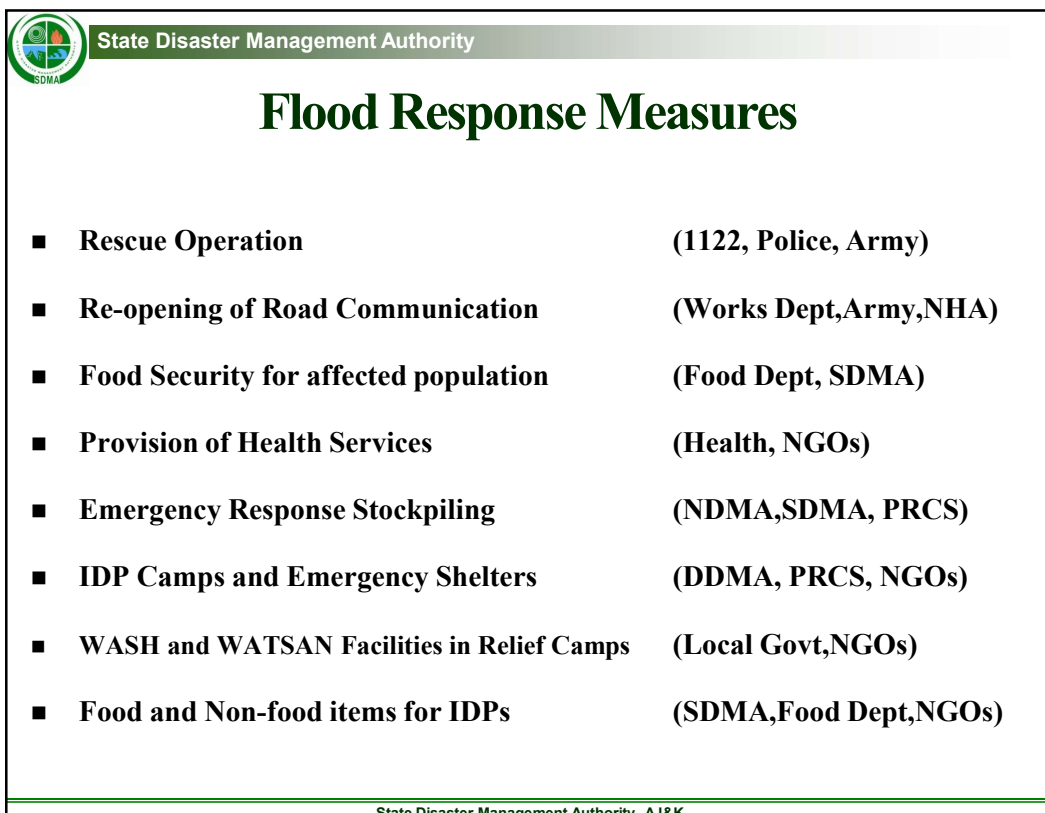 State Disaster Management Authority
SDMA
Flood Response Measures
■ Rescue Operation (1122, Police, Army)
■ Re-opening of Road Communication (Works Dept,Army,NHA)
■ Food Security for affected population (Food Dept, SDMA)
■ Provision of Health Services (Health, NGOs)
■ Emergency Response Stockpiling (NDMA,SDMA, PRCS)
■ IDP Camps and Emergency Shelters (DDMA, PRCS, NGOs)
■ WASH and WATSAN Facilities in Relief Camps (Local Govt,NGOs)
■ Food and Non-food items for IDPs (SDMA,Food Dept,NGOs)
State Disaster Management Authority, AJ&K